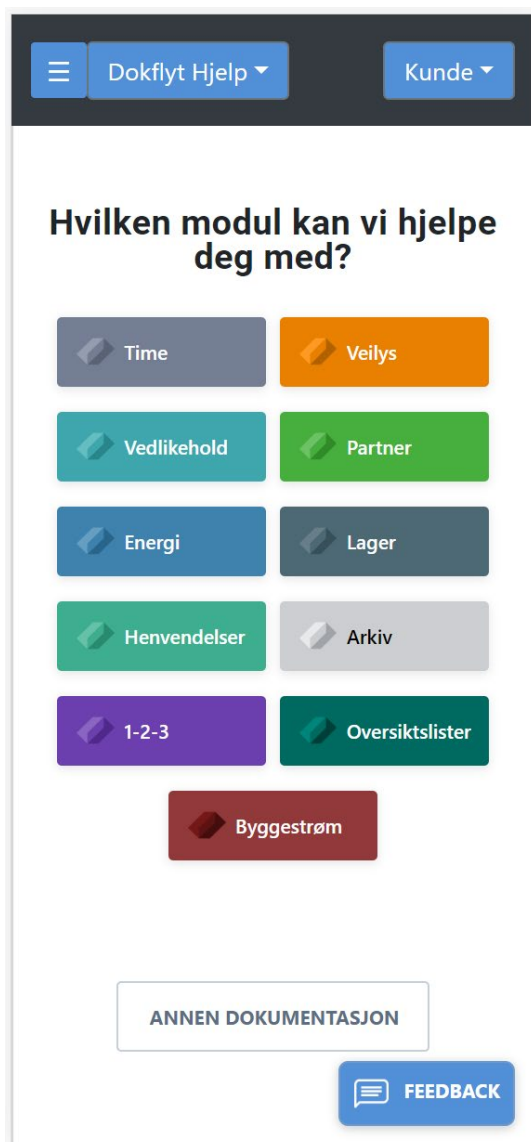 Dokflyt Hjelp
Kunde
Hvilken modul kan vi hjelpe
deg med?
Time
Veilys
Vedlikehold
Partner
Energi
Lager
Henvendelser
Arkiv
1-2-3
Oversiktslister
Byggestrøm
ANNEN DOKUMENTASJON
FEEDBACK